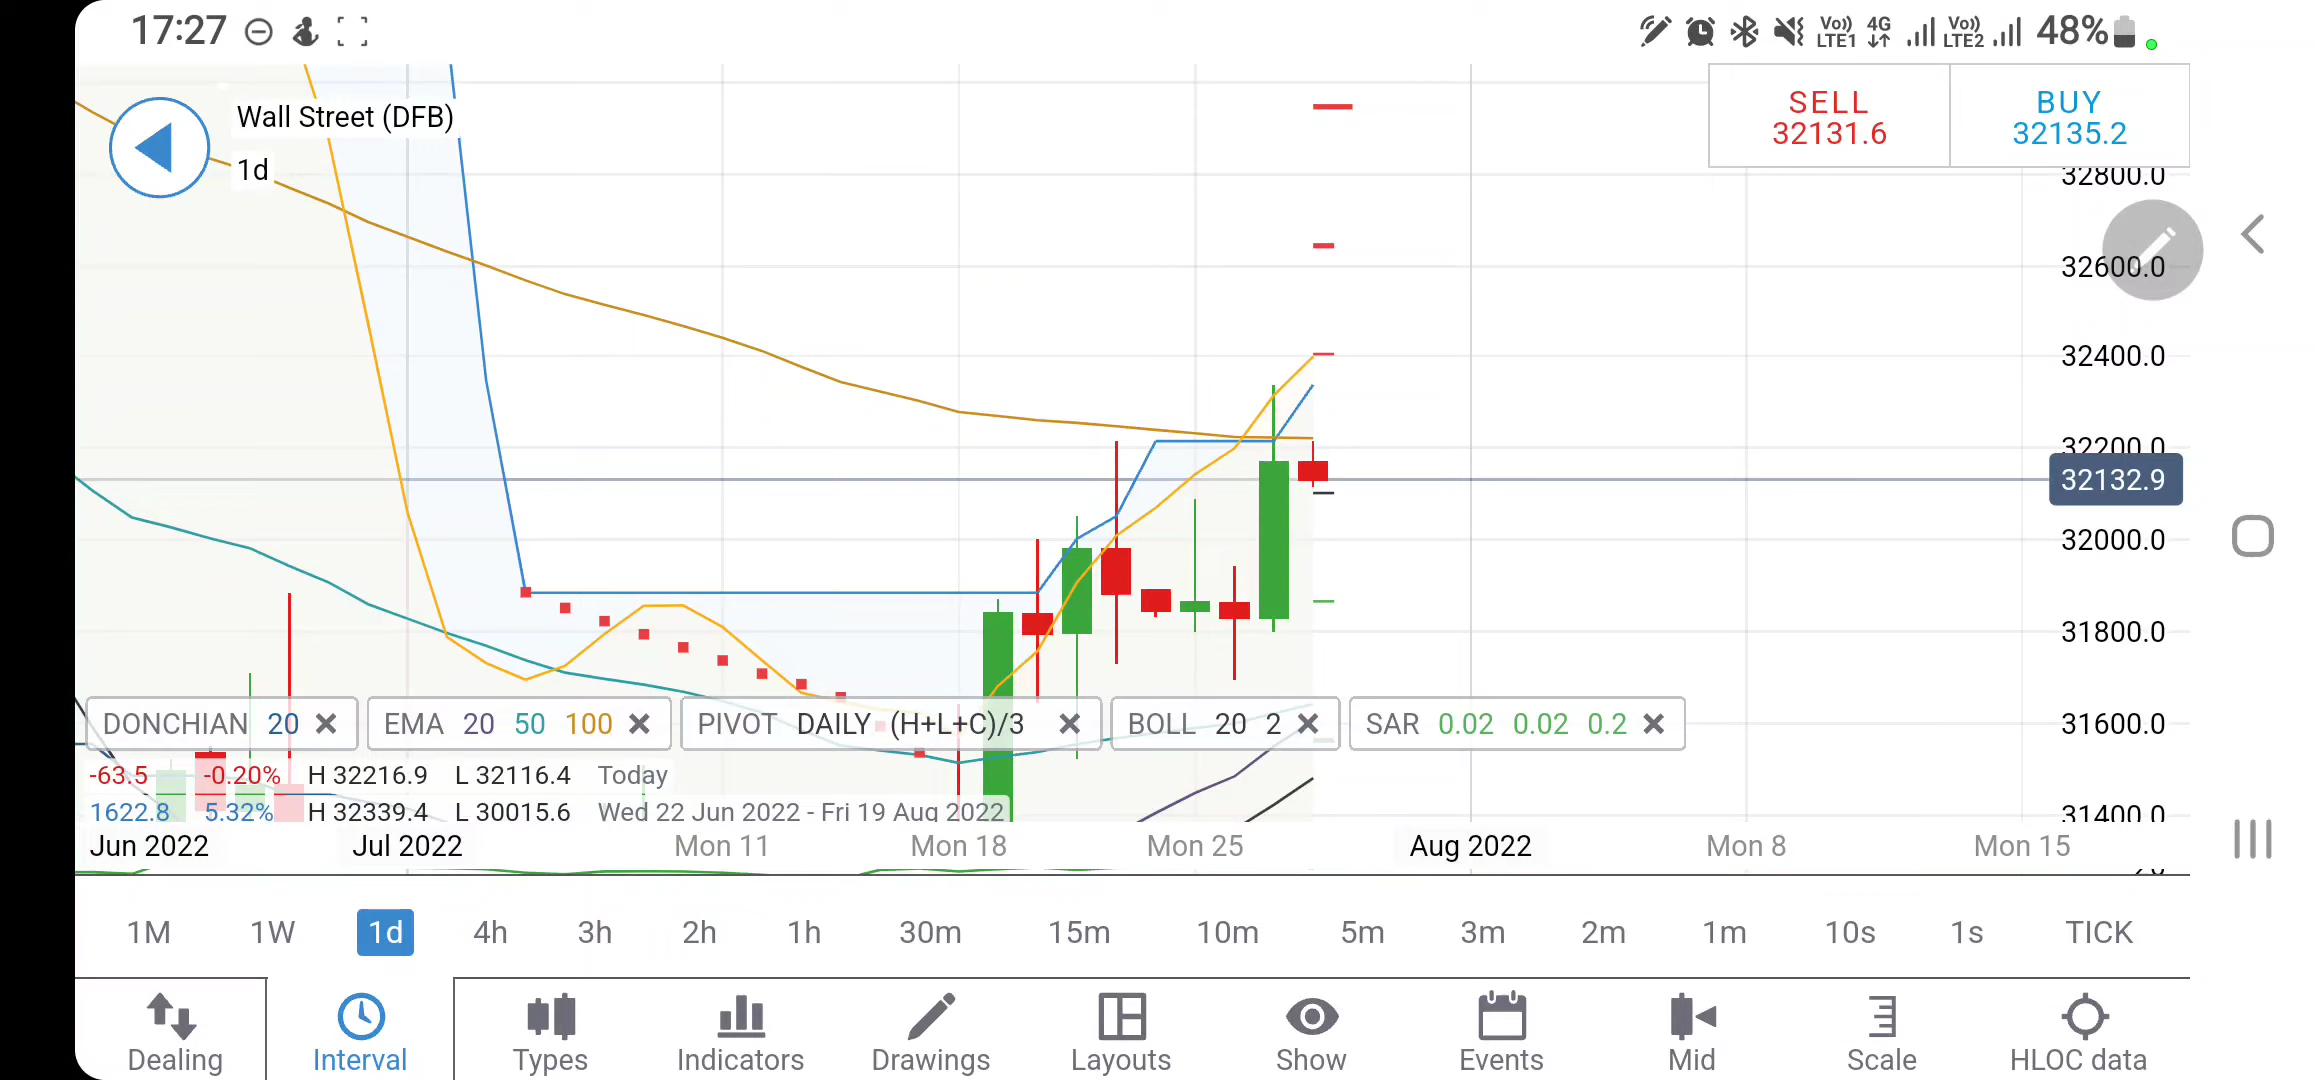 17:27
Vo)) LTE1 4G Vo)) LTE2 48%
Wall Street (DFB)
1d
SELL
32131.6
BUY
32135.2
32800.0
32600.0
32400.0
32200.0
32132.9
32000.0
31800.0
31600.0
31400.0
DONCHIAN 20
EMA 20 50 100
PIVOT DAILY (H+L+C)/3
BOLL 20 2
SAR 0.02 0.02 0.2
-63.5 -0.20% H 32216.9 L 32116.4 Today
1622.8 5.32% H 32339.4 L 30015.6 Wed 22 Jun 2022 - Fri 19 Aug 2022
Jun 2022 Jul 2022 Mon 11 Mon 18 Mon 25 Aug 2022 Mon 8 Mon 15
1M 1W 1d 4h 3h 2h 1h 30m 15m 10m 5m 3m 2m 1m 10s 1s TICK
Dealing Interval Types Indicators Drawings Layouts Show Events Mid Scale HLOC data